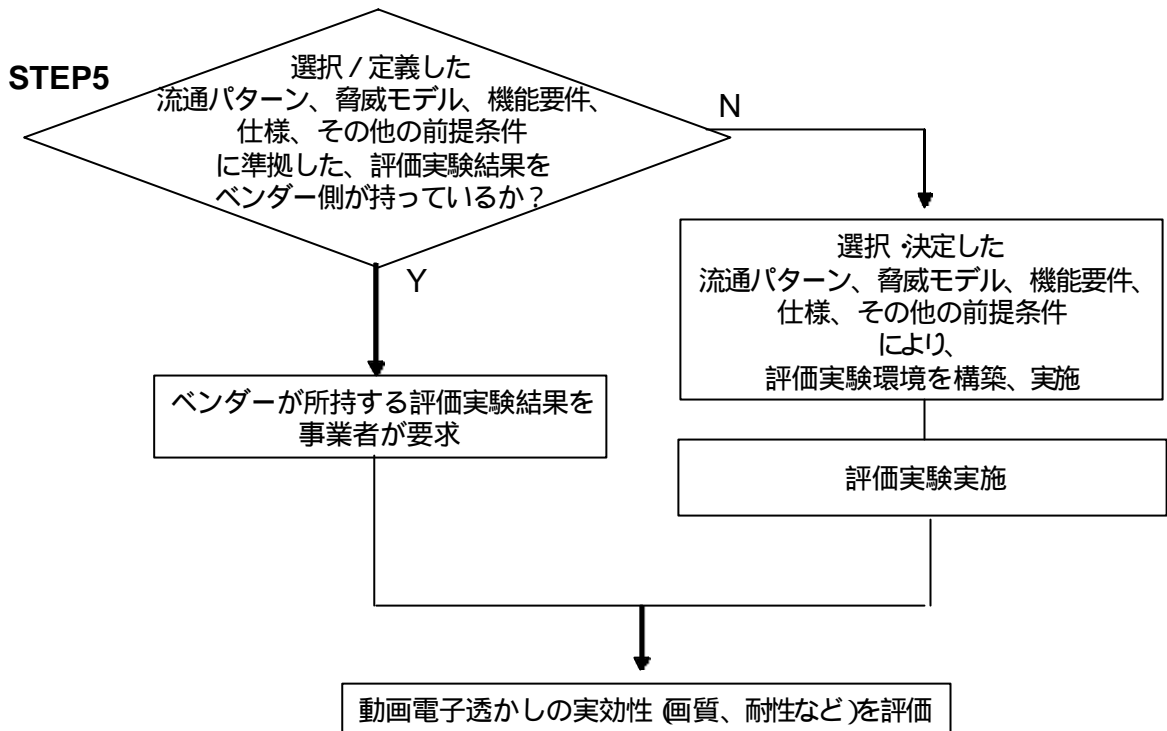 STEP5
選択 / 定義した
流通パターン、脅威モデル、機能要件、
仕様、その他の前提条件
に準拠した、評価実験結果を
ベンダー側が持っているか？
N
Y
選択・決定した
流通パターン、脅威モデル、機能要件、
仕様、その他の前提条件
により、
評価実験環境を構築、実施
ベンダーが所持する評価実験結果を
事業者が要求
評価実験実施
動画電子透かしの実効性（画質、耐性など）を評価